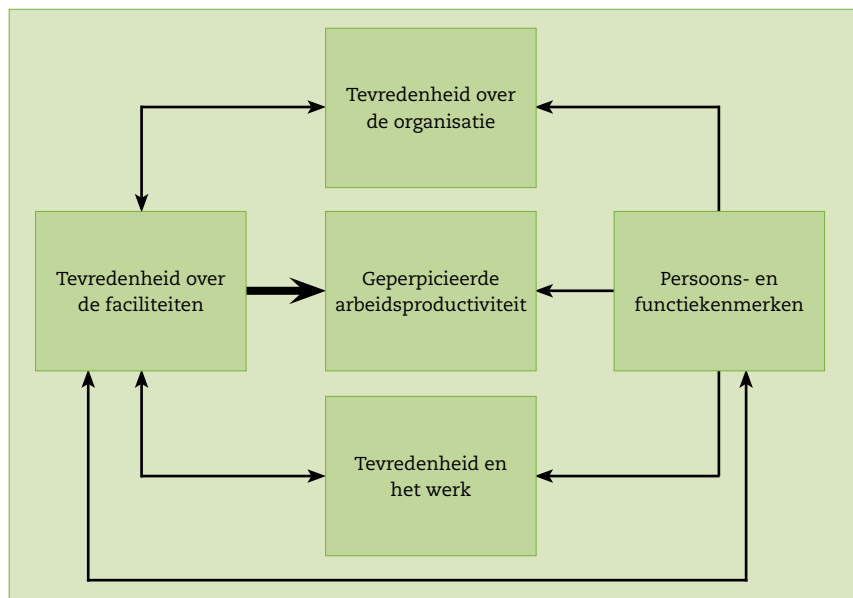 Tevredenheid over
de organisatie
Tevredenheid over
de faciliteiten
Geperpicieerde
arbeidsproductiviteit
Persoons- en
functiekenmerken
Tevredenheid en
het werk